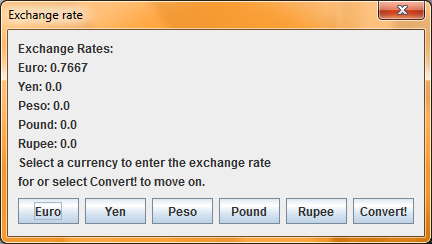 Exchange rate
Exchange Rates:
Euro: 0.7667
Yen: 0.0
Peso: 0.0
Pound: 0.0
Rupee: 0.0
Select a currency to enter the exchange rate
for or select Convert! to move on.
Euro Yen Peso Pound Rupee Convert!